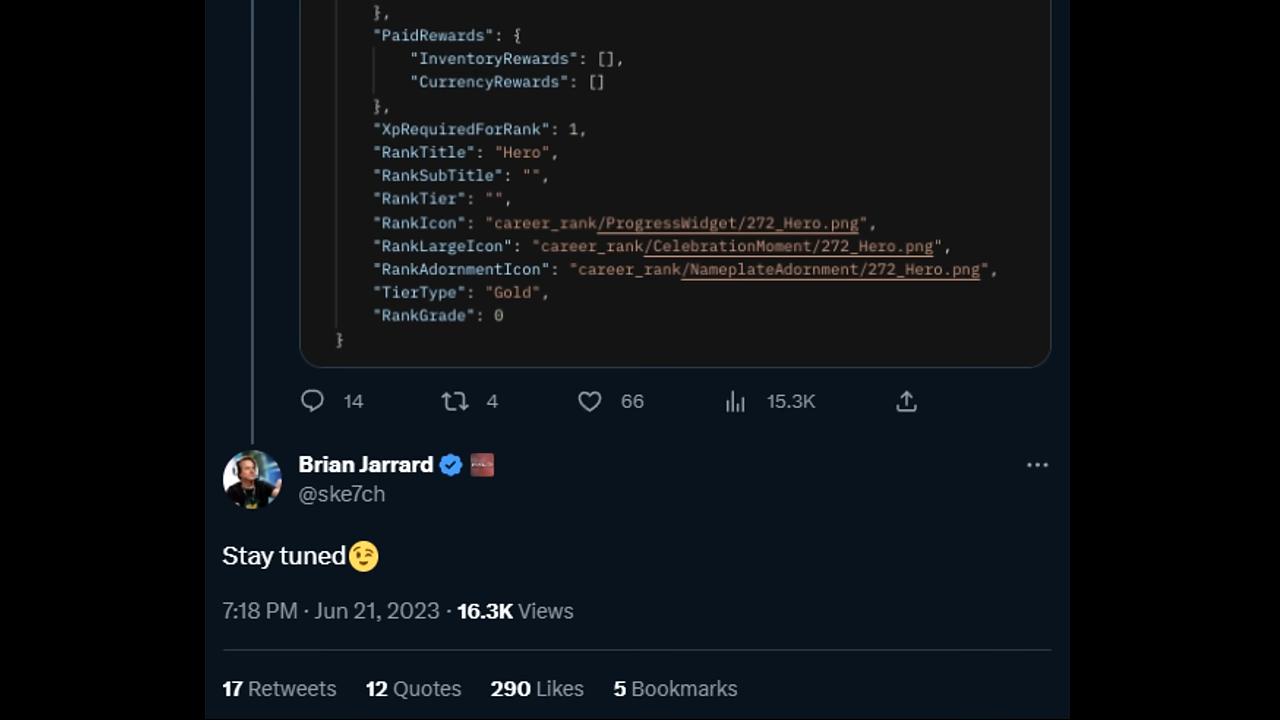 },
"PaidRewards": {
"InventoryRewards": [],
"CurrencyRewards": []
},
"XpRequiredForRank": 1,
"RankTitle": "Hero",
"RankSubTitle": "",
"RankTier": "",
"RankIcon": "career_rank/ProgressWidget/272_Hero.png",
"RankLargeIcon": "career_rank/CelebrationMoment/272_Hero.png",
"RankAdornmentIcon": "career_rank/NameplateAdornment/272_Hero.png",
"TierType": "Gold",
"RankGrade": 0
}
14 4 66 15.3K
Brian Jarrard
@ske7ch
Stay tuned😉
7:18 PM · Jun 21, 2023 · 16.3K Views
17 Retweets 12 Quotes 290 Likes 5 Bookmarks